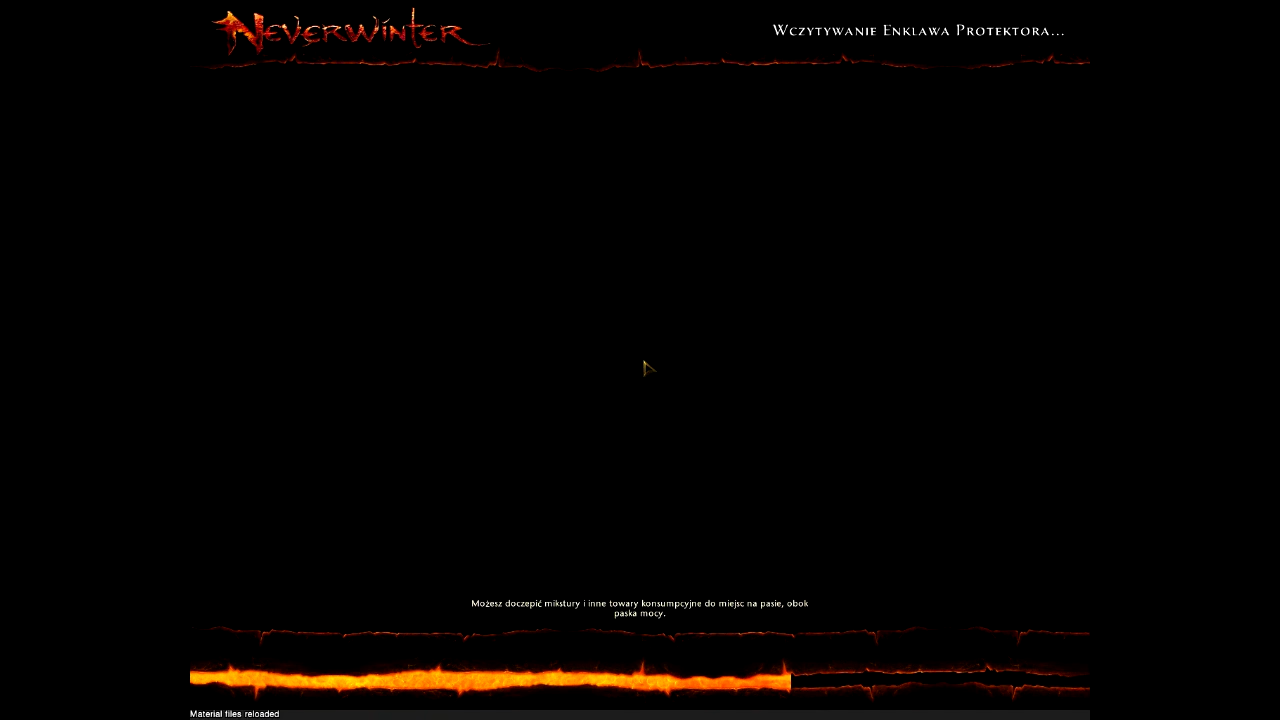 Neverwinter
Wczytywanie Enklawa Protektora...
Możesz doczepić mikstury i inne towary konsumpcyjne do miejsc na pasie, obok
paska mocy.
Material files reloaded